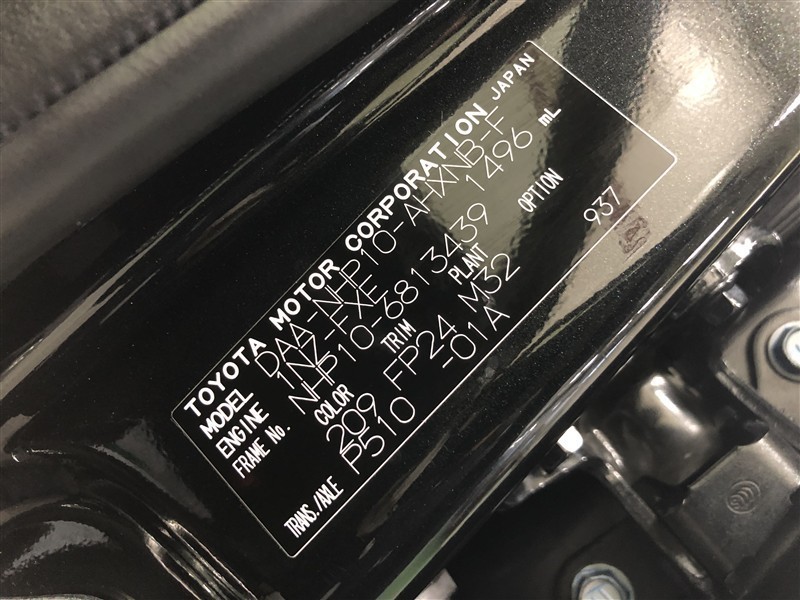 TOYOTA MOTOR CORPORATION JAPAN
MODEL DAA-NHP10-AHXNB-F
ENGINE 1NZ-FXE 1496 mL
FRAME No. NHP10-6813439
COLOR TRIM PLANT OPTION
209 FP24 M32 937
TRANS./AXLE P510 -01A